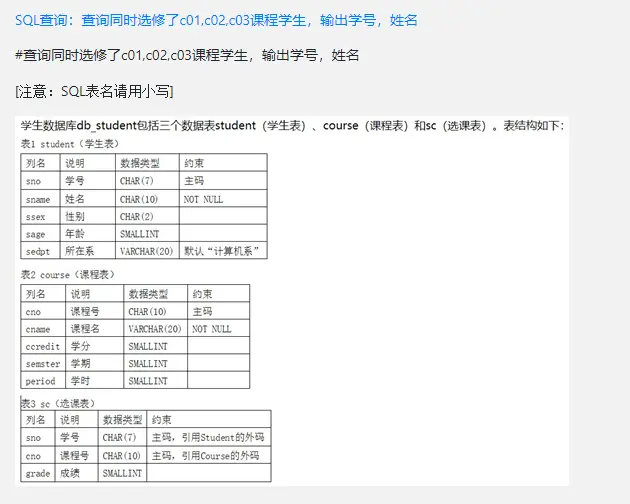 SQL查询：查询同时选修了c01,c02,c03课程学生，输出学号，姓名
#查询同时选修了c01,c02,c03课程学生，输出学号，姓名
[注意：SQL表名请用小写]
学生数据库db_student包括三个数据表student（学生表）、course（课程表）和sc（选课表）。表结构如下：
表1 student（学生表）
列名 说明 数据类型 约束
sno 学号 CHAR(7) 主码
sname 姓名 CHAR(10) NOT NULL
ssex 性别 CHAR(2)
sage 年龄 SMALLINT
sedpt 所在系 VARCHAR(20) 默认“计算机系”
表2 course（课程表）
列名 说明 数据类型 约束
cno 课程号 CHAR(10) 主码
cname 课程名 VARCHAR(20) NOT NULL
ccredit 学分 SMALLINT
semster 学期 SMALLINT
period 学时 SMALLINT
表3 sc（选课表）
列名 说明 数据类型 约束
sno 学号 CHAR(7) 主码，引用Student的外码
cno 课程号 CHAR(10) 主码，引用Course的外码
grade 成绩 SMALLINT